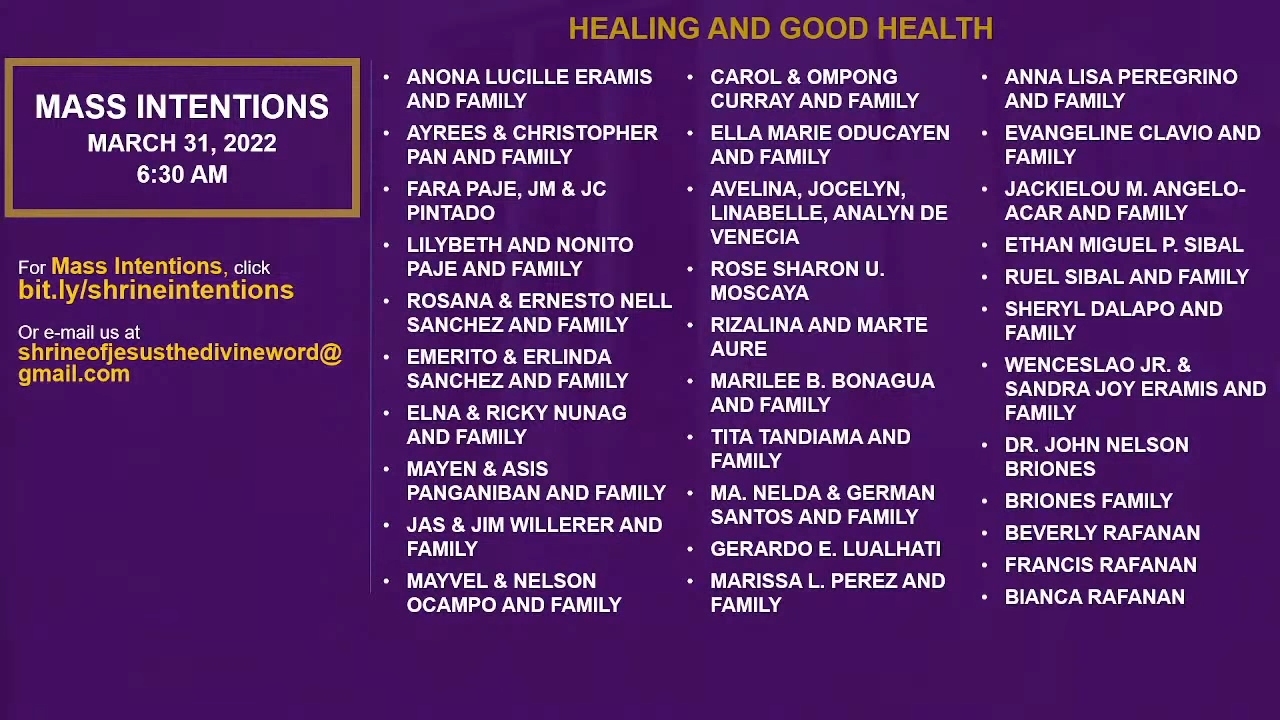 HEALING AND GOOD HEALTH
MASS INTENTIONS
MARCH 31, 2022
6:30 AM
For Mass Intentions, click
bit.ly/shrineintentions
Or e-mail us at
shrineofjesusthedivineword@
gmail.com
• ANONA LUCILLE ERAMIS
AND FAMILY
• AYREES & CHRISTOPHER
PAN AND FAMILY
• FARA PAJE, JM & JC
PINTADO
• LILYBETH AND NONITO
PAJE AND FAMILY
• ROSANA & ERNESTO NELL
SANCHEZ AND FAMILY
• EMERITO & ERLINDA
SANCHEZ AND FAMILY
• ELNA & RICKY NUNAG
AND FAMILY
• MAYEN & ASIS
PANGANIBAN AND FAMILY
• JAS & JIM WILLERER AND
FAMILY
• MAYVEL & NELSON
OCAMPO AND FAMILY
• CAROL & OMPONG
CURRAY AND FAMILY
• ELLA MARIE ODUCAYEN
AND FAMILY
• AVELINA, JOCELYN,
LINABELLE, ANALYN DE
VENECIA
• ROSE SHARON U.
MOSCAYA
• RIZALINA AND MARTE
AURE
• MARILEE B. BONAGUA
AND FAMILY
• TITA TANDIAMA AND
FAMILY
• MA. NELDA & GERMAN
SANTOS AND FAMILY
• GERARDO E. LUALHATI
• MARISSA L. PEREZ AND
FAMILY
• ANNA LISA PEREGRINO
AND FAMILY
• EVANGELINE CLAVIO AND
FAMILY
• JACKIELOU M. ANGELO-
ACAR AND FAMILY
• ETHAN MIGUEL P. SIBAL
• RUEL SIBAL AND FAMILY
• SHERYL DALAPO AND
FAMILY
• WENCESLAO JR. &
SANDRA JOY ERAMIS AND
FAMILY
• DR. JOHN NELSON
BRIONES
• BRIONES FAMILY
• BEVERLY RAFANAN
• FRANCIS RAFANAN
• BIANCA RAFANAN